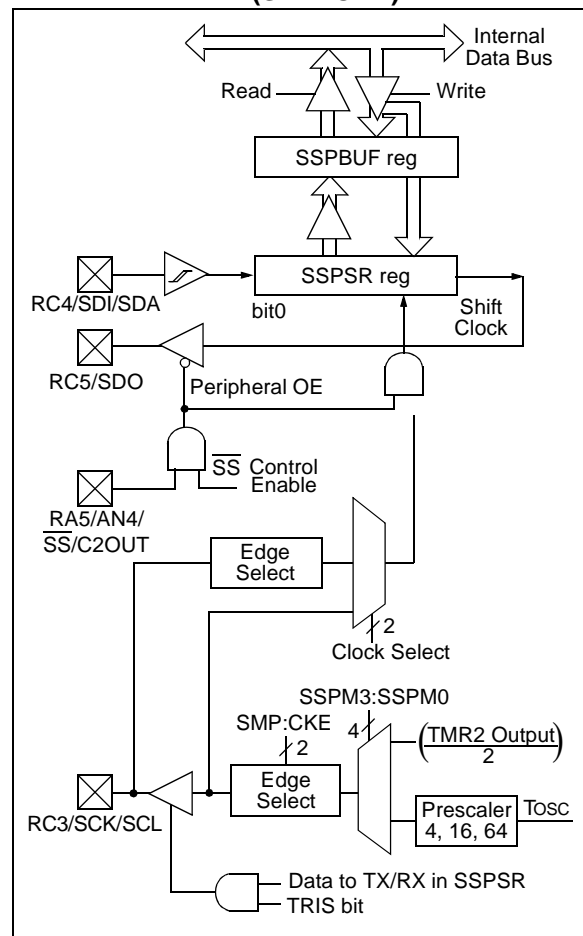 Internal
Data Bus
Read
Write
SSPBUF reg
SSPSR reg
RC4/SDI/SDA
bit0
Shift
Clock
RC5/SDO
Peripheral OE
SS Control
Enable
RA5/AN4/
SS/C2OUT
Edge
Select
2
Clock Select
SSPM3:SSPM0
SMP:CKE
4
(TMR2 Output)
2
2
Edge
Select
Prescaler
4, 16, 64
TOSC
RC3/SCK/SCL
Data to TX/RX in SSPSR
TRIS bit